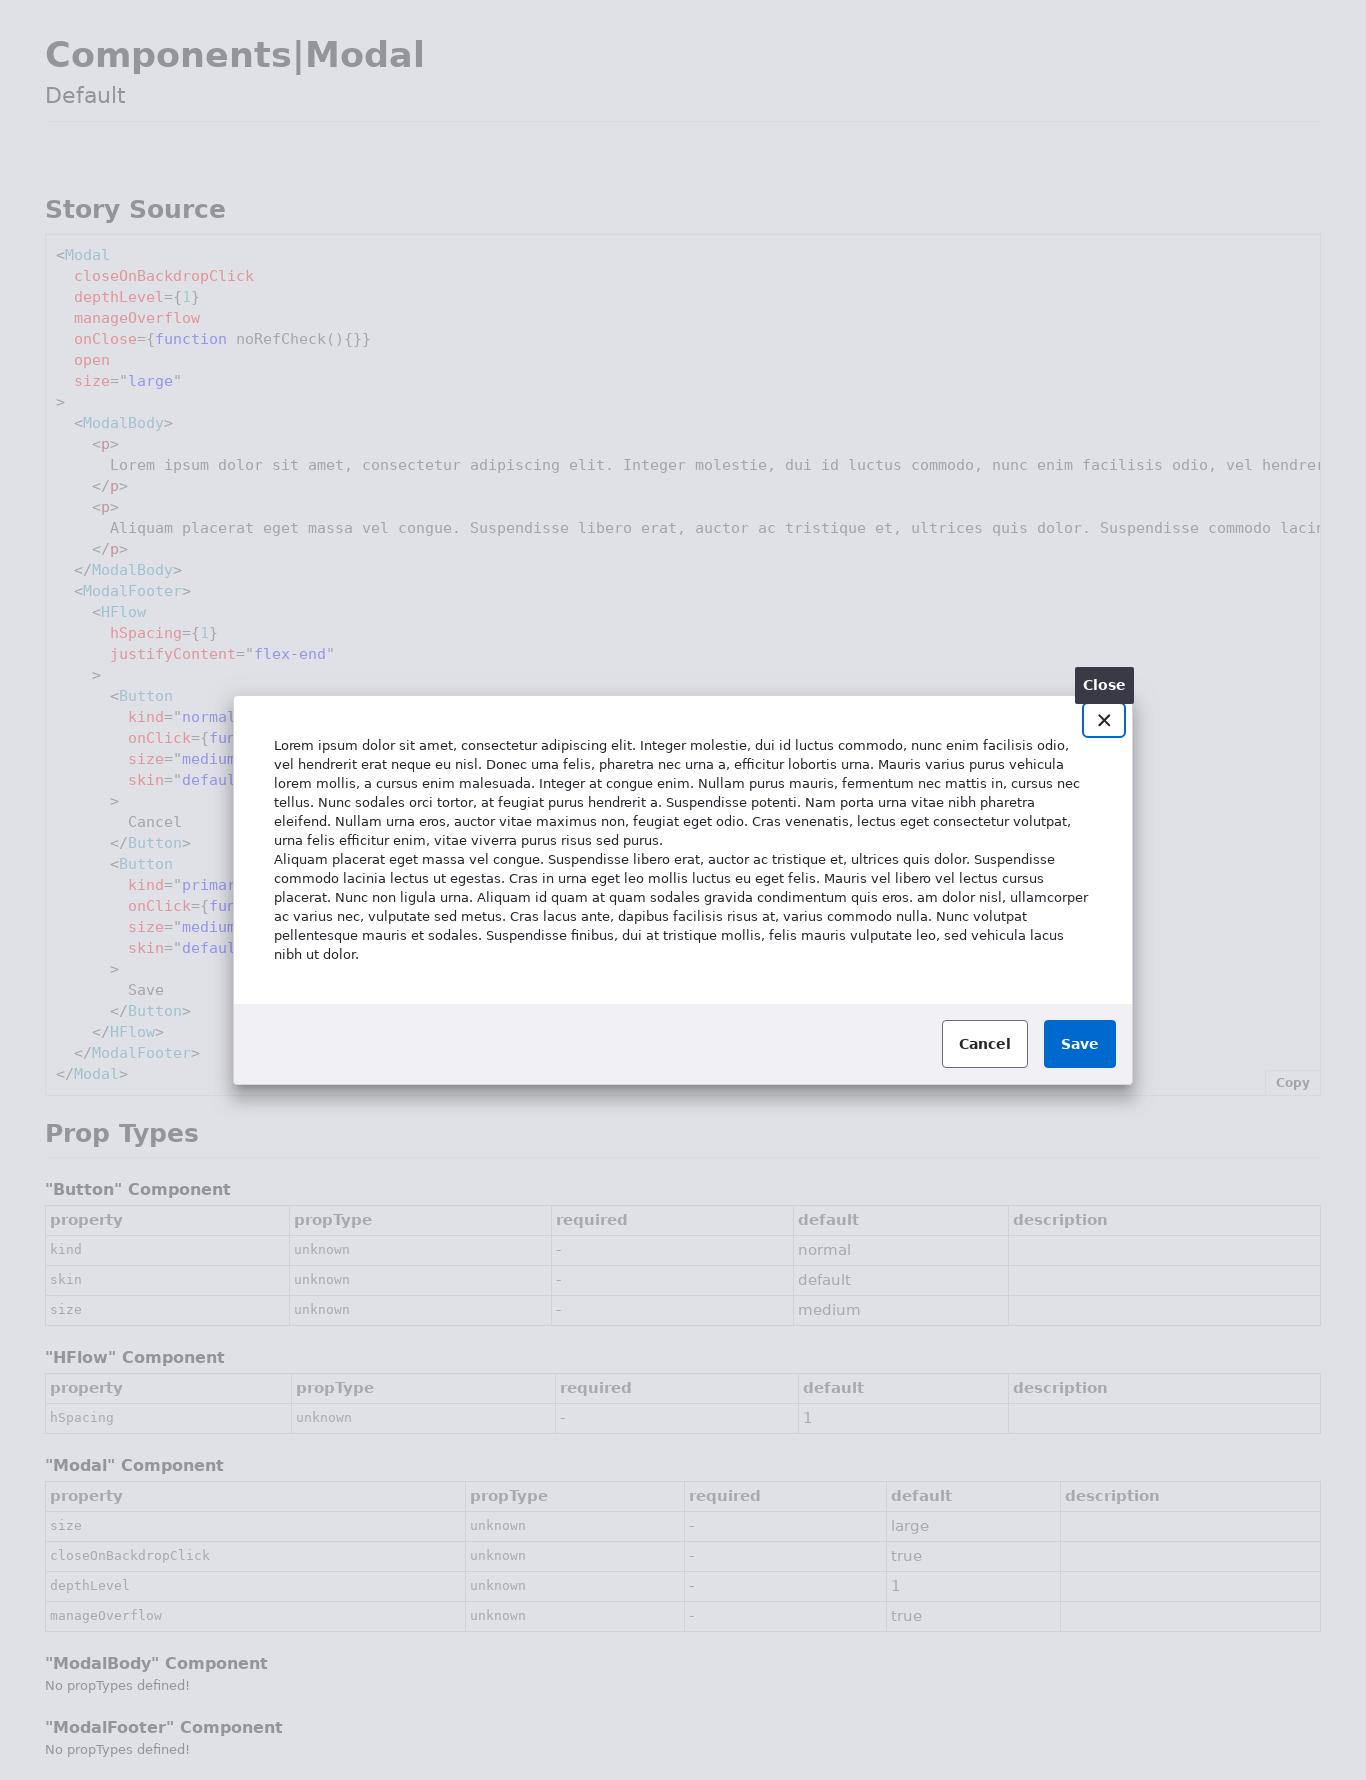 Components|Modal
Default
Story Source
<Modal
closeOnBackdropClick
depthLevel={1}
manageOverflow
onClose={function noRefCheck(){}}
open
size="large"
>
<ModalBody>
<p>
Lorem ipsum dolor sit amet, consectetur adipiscing elit. Integer molestie, dui id luctus commodo, nunc enim facilisis odio, vel hendrer
</p>
<p>
Aliquam placerat eget massa vel congue. Suspendisse libero erat, auctor ac tristique et, ultrices quis dolor. Suspendisse commodo lacin
</p>
</ModalBody>
<ModalFooter>
<HFlow
hSpacing={1}
justifyContent="flex-end"
>
<Button
kind="normal
onClick={fun
size="medium
skin="defaul
>
Cancel
</Button>
<Button
kind="primar
onClick={fun
size="medium
skin="defaul
>
Save
</Button>
</HFlow>
</ModalFooter>
</Modal>
Copy
Close
Lorem ipsum dolor sit amet, consectetur adipiscing elit. Integer molestie, dui id luctus commodo, nunc enim facilisis odio,
vel hendrerit erat neque eu nisl. Donec urna felis, pharetra nec urna a, efficitur lobortis urna. Mauris varius purus vehicula
lorem mollis, a cursus enim malesuada. Integer at congue enim. Nullam purus mauris, fermentum nec mattis in, cursus nec
tellus. Nunc sodales orci tortor, at feugiat purus hendrerit a. Suspendisse potenti. Nam porta urna vitae nibh pharetra
eleifend. Nullam urna eros, auctor vitae maximus non, feugiat eget odio. Cras venenatis, lectus eget consectetur volutpat,
urna felis efficitur enim, vitae viverra purus risus sed purus.
Aliquam placerat eget massa vel congue. Suspendisse libero erat, auctor ac tristique et, ultrices quis dolor. Suspendisse
commodo lacinia lectus ut egestas. Cras in urna eget leo mollis luctus eu eget felis. Mauris vel libero vel lectus cursus
placerat. Nunc non ligula urna. Aliquam id quam at quam sodales gravida condimentum quis eros. am dolor nisl, ullamcorper
ac varius nec, vulputate sed metus. Cras lacus ante, dapibus facilisis risus at, varius commodo nulla. Nunc volutpat
pellentesque mauris et sodales. Suspendisse finibus, dui at tristique mollis, felis mauris vulputate leo, sed vehicula lacus
nibh ut dolor.
Cancel Save
Prop Types
"Button" Component
property propType required default description
kind unknown - normal
skin unknown - default
size unknown - medium
"HFlow" Component
property propType required default description
hSpacing unknown - 1
"Modal" Component
property propType required default description
size unknown - large
closeOnBackdropClick unknown - true
depthLevel unknown - 1
manageOverflow unknown - true
"ModalBody" Component
No propTypes defined!
"ModalFooter" Component
No propTypes defined!